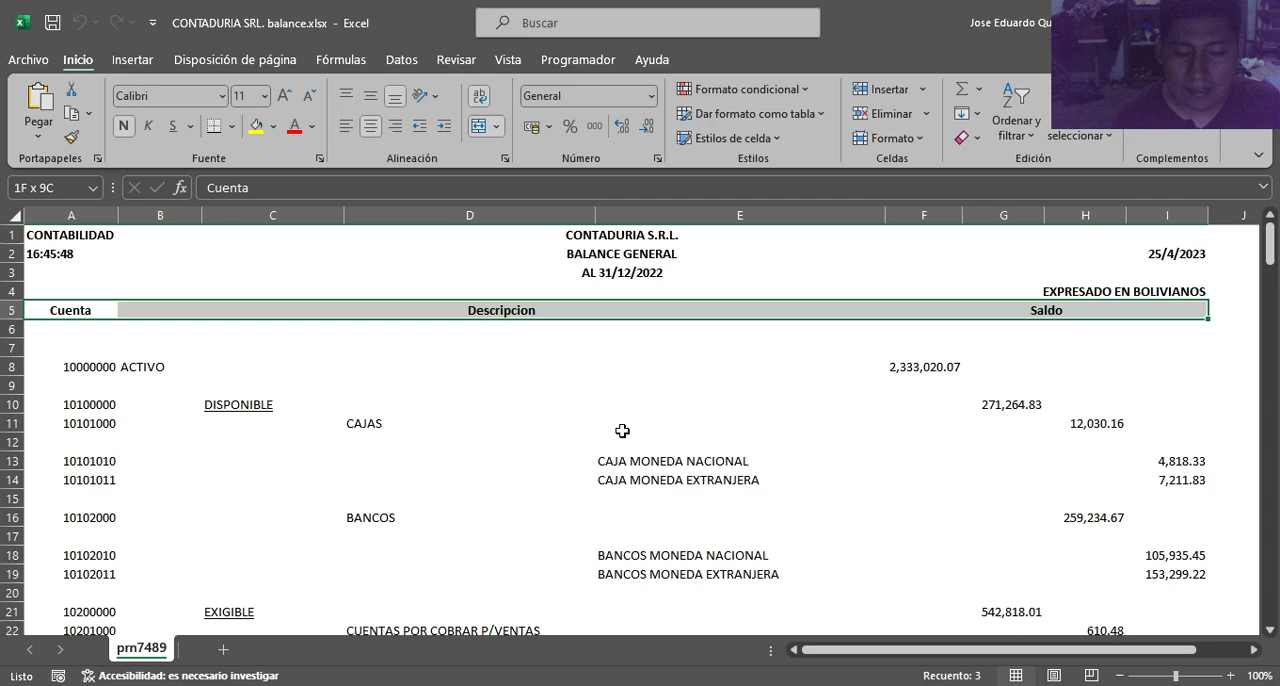 CONTADURIA SRL. balance.xlsx - Excel
Buscar
Jose Eduardo Qu
Archivo Inicio Insertar Disposición de página Fórmulas Datos Revisar Vista Programador Ayuda
Pegar
Calibri 11
N K S
General
% 000
Formato condicional
Dar formato como tabla
Estilos de celda
Insertar
Eliminar
Formato
Ordenar y filtrar
seleccionar
Portapapeles Fuente Alineación Número Estilos Celdas Edición Complementos
1F x 9C fx Cuenta
A B C D E F G H I J
1 CONTABILIDAD CONTADURIA S.R.L.
2 16:45:48 BALANCE GENERAL 25/4/2023
3 AL 31/12/2022
4 EXPRESADO EN BOLIVIANOS
5 Cuenta Descripcion Saldo
6
7
8 10000000 ACTIVO 2,333,020.07
9
10 10100000 DISPONIBLE 271,264.83
11 10101000 CAJAS 12,030.16
12
13 10101010 CAJA MONEDA NACIONAL 4,818.33
14 10101011 CAJA MONEDA EXTRANJERA 7,211.83
15
16 10102000 BANCOS 259,234.67
17
18 10102010 BANCOS MONEDA NACIONAL 105,935.45
19 10102011 BANCOS MONEDA EXTRANJERA 153,299.22
20
21 10200000 EXIGIBLE 542,818.01
22 10201000 CUENTAS POR COBRAR P/VENTAS 610.48
prn7489
Listo Accesibilidad: es necesario investigar Recuento: 3 100%